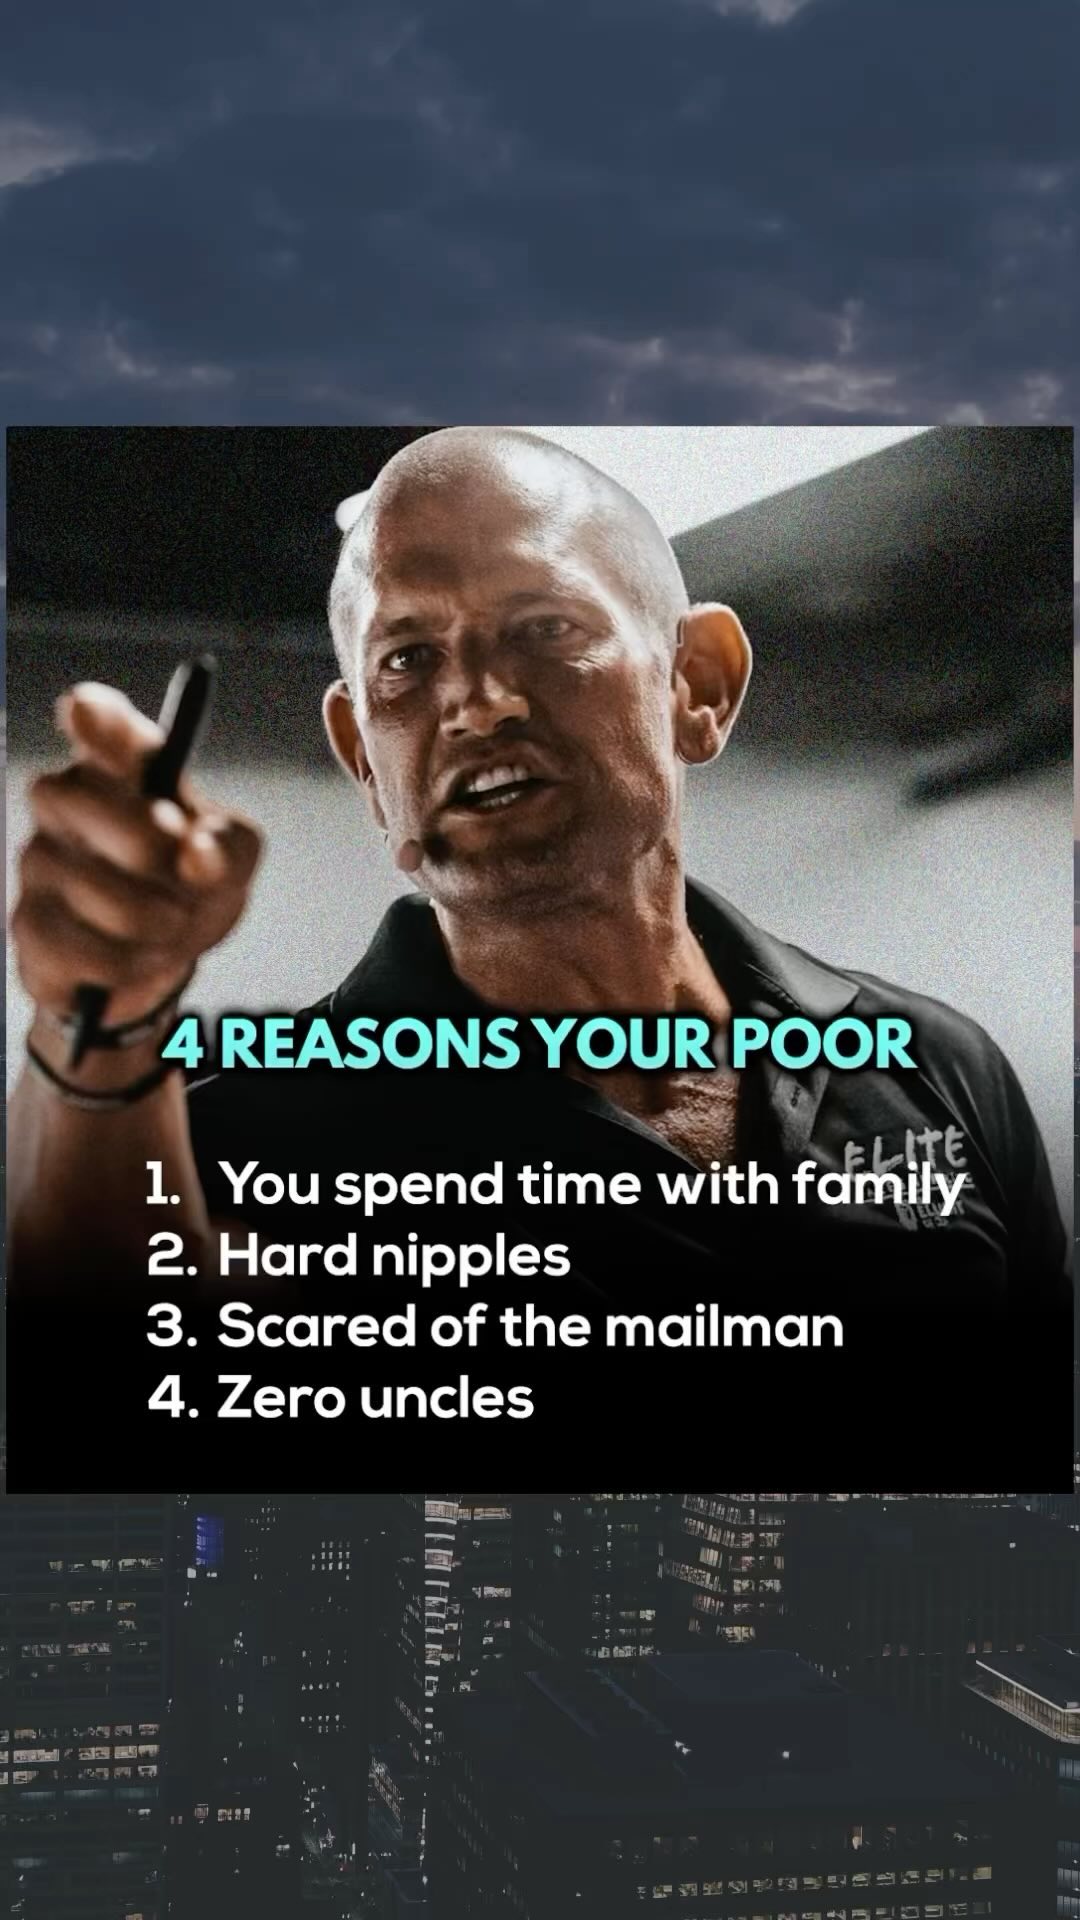 4 REASONS YOUR POOR
ELITE
1. You spend time with family
2. Hard nipples
3. Scared of the mailman
4. Zero uncles